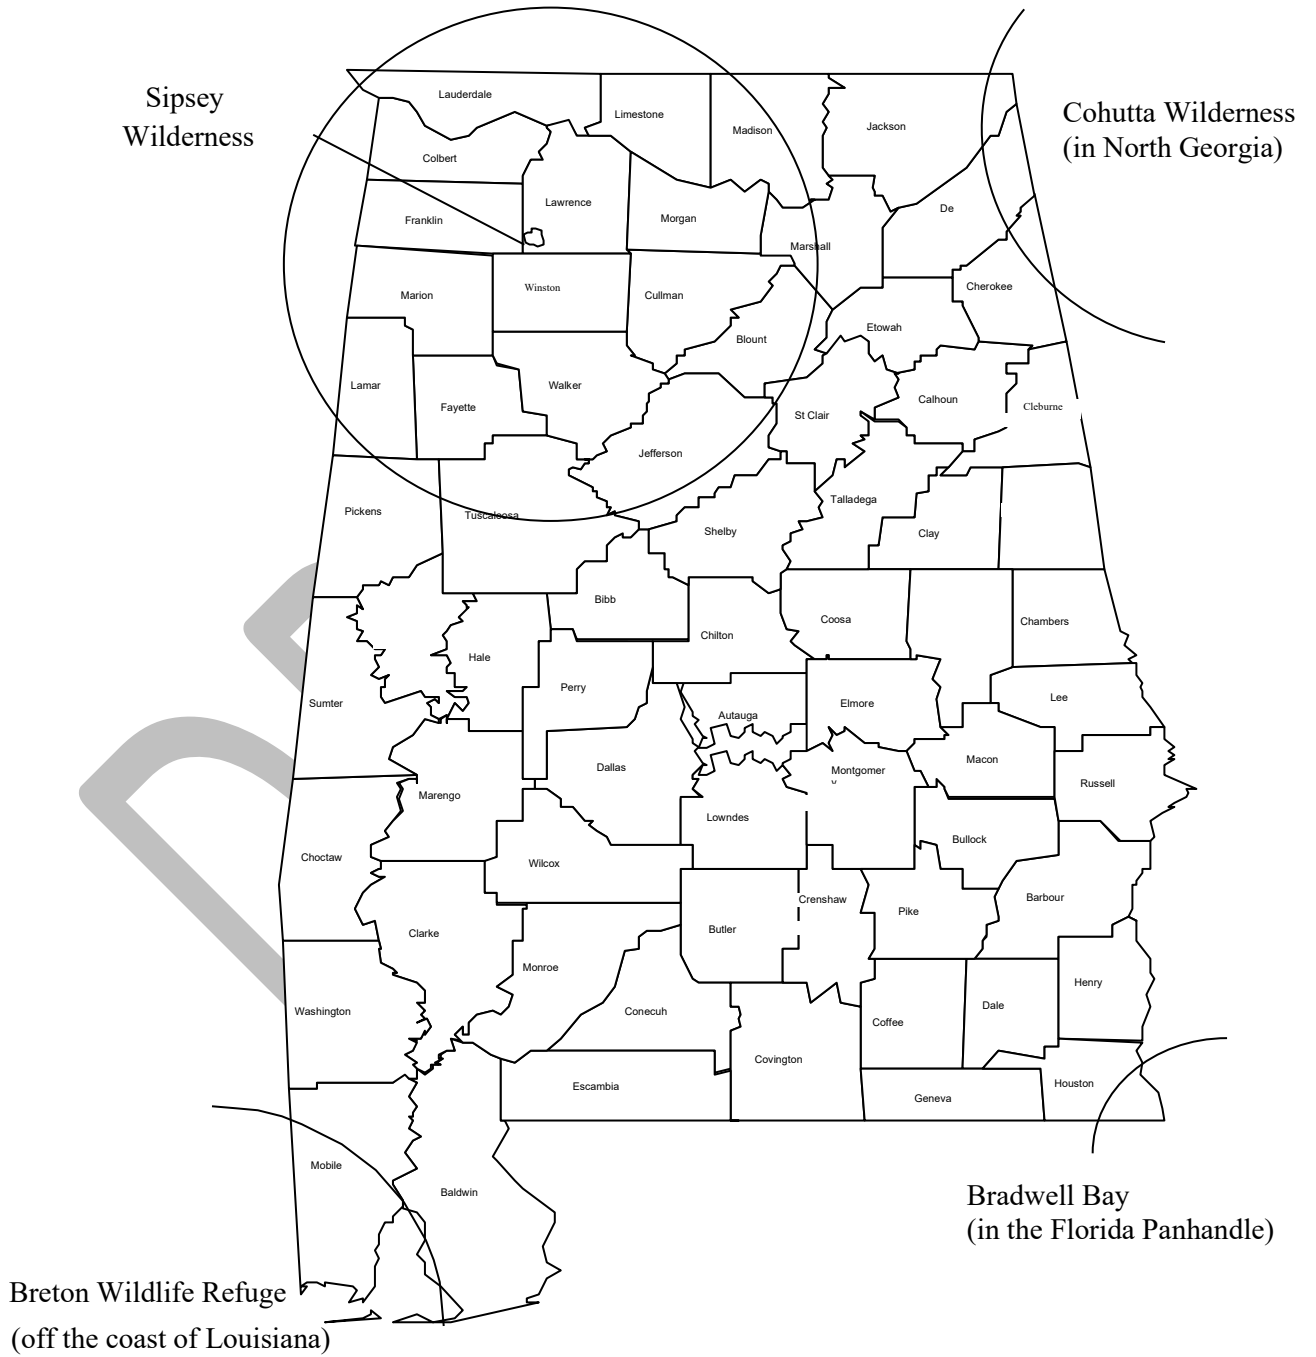 Sipsey
Wilderness
Cohutta Wilderness
(in North Georgia)
Lauderdale
Limestone
Madison
Jackson
Colbert
Lawrence
Franklin
Morgan
De
Marshall
Marion
Winston
Cullman
Cherokee
Etowah
Blount
Lamar
Walker
Fayette
St Clair
Calhoun
Cleburne
Jefferson
Pickens
Tuscaloosa
Talladega
Shelby
Clay
Bibb
Coosa
Chambers
Chilton
Hale
Perry
Sumter
Autauga
Elmore
Lee
Dallas
Montgomer
y
Macon
Marengo
Russell
Lowndes
Bullock
Choctaw
Wilcox
Crenshaw
Barbour
Pike
Clarke
Butler
Monroe
Washington
Conecuh
Coffee
Dale
Henry
Covington
Escambia
Geneva
Houston
Mobile
Baldwin
Bradwell Bay
(in the Florida Panhandle)
Breton Wildlife Refuge
(off the coast of Louisiana)